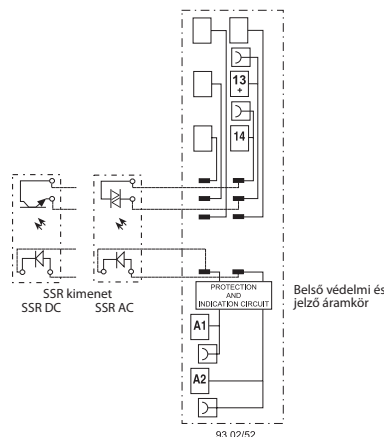 13
+
14
SSR kimenet
SSR DC SSR AC
PROTECTION
AND
INDICATION CIRCUIT
Belső védelmi és
jelző áramkör
A1
A2
93.02/52